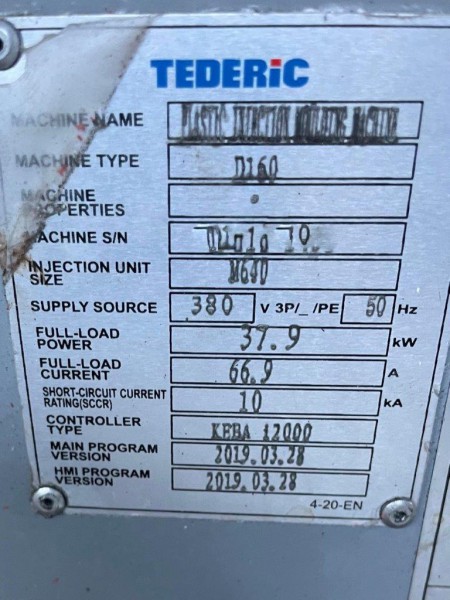 TEDERiC
MACHINE NAME PLASTIC INJECTION MOULDING MACHINE
MACHINE TYPE D160
MACHINE
PROPERTIES
MACHINE S/N
INJECTION UNIT
SIZE
SUPPLY SOURCE 380 V 3P/_ /PE 50 Hz
FULL-LOAD
POWER 37.9 kW
FULL-LOAD
CURRENT 66.9 A
SHORT-CIRCUIT CURRENT
RATING(SCCR) 10 kA
CONTROLLER
TYPE KEBA i2000
MAIN PROGRAM
VERSION 2019.03.28
HMI PROGRAM
VERSION 2019.03.28
4-20-EN